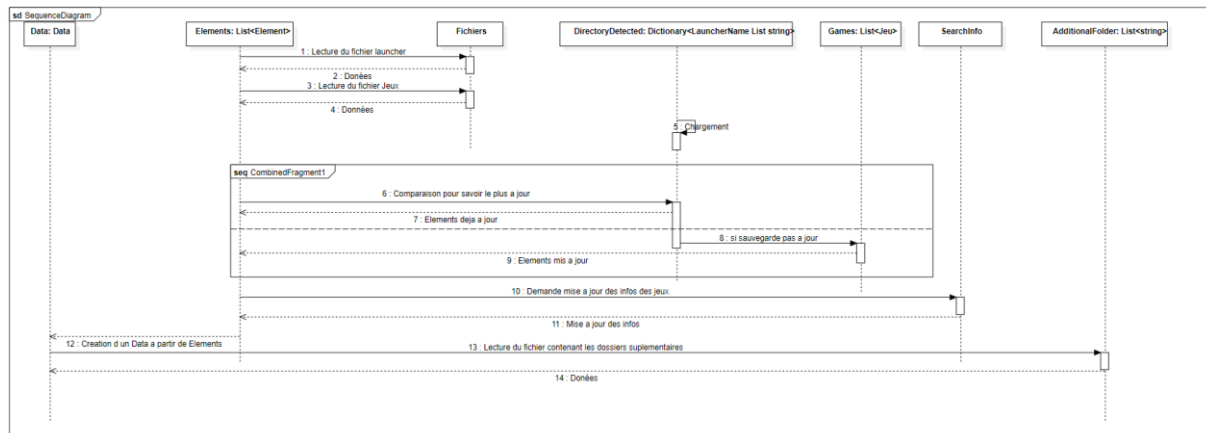 sd SequenceDiagram
Data: Data
Elements: List<Element>
Fichiers
DirectoryDetected: Dictionary<LauncherName List string>
Games: List<Jeu>
SearchInfo
AdditionalFolder: List<string>
1 : Lecture du fichier launcher
2 : Donées
3 : Lecture du fichier Jeux
4 : Données
5 : Chargement
seq CombinedFragment1
6 : Comparaison pour savoir le plus a jour
7 : Elements deja a jour
8 : si sauvegarde pas a jour
9 : Elements mis a jour
10 : Demande mise a jour des infos des jeux
11 : Mise a jour des infos
12 : Creation d un Data a partir de Elements
13 : Lecture du fichier contenant les dossiers suplementaires
14 : Donées